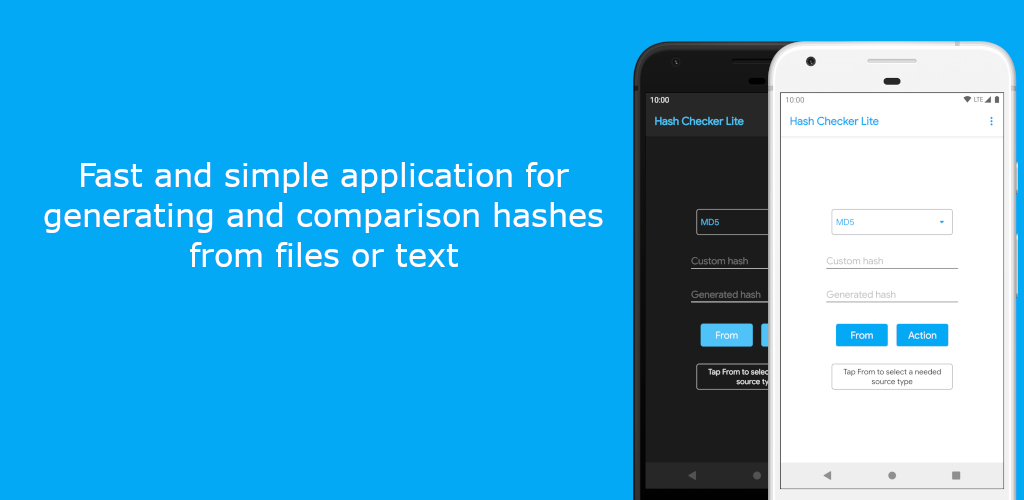 Fast and simple application for
generating and comparison hashes
from files or text
10:00
Hash Checker Lite
MD5
Custom hash
Generated hash
From
Tap From to selec
source ty
10:00
LTE
Hash Checker Lite
MD5
Custom hash
Generated hash
From
Action
Tap From to select a needed
source type